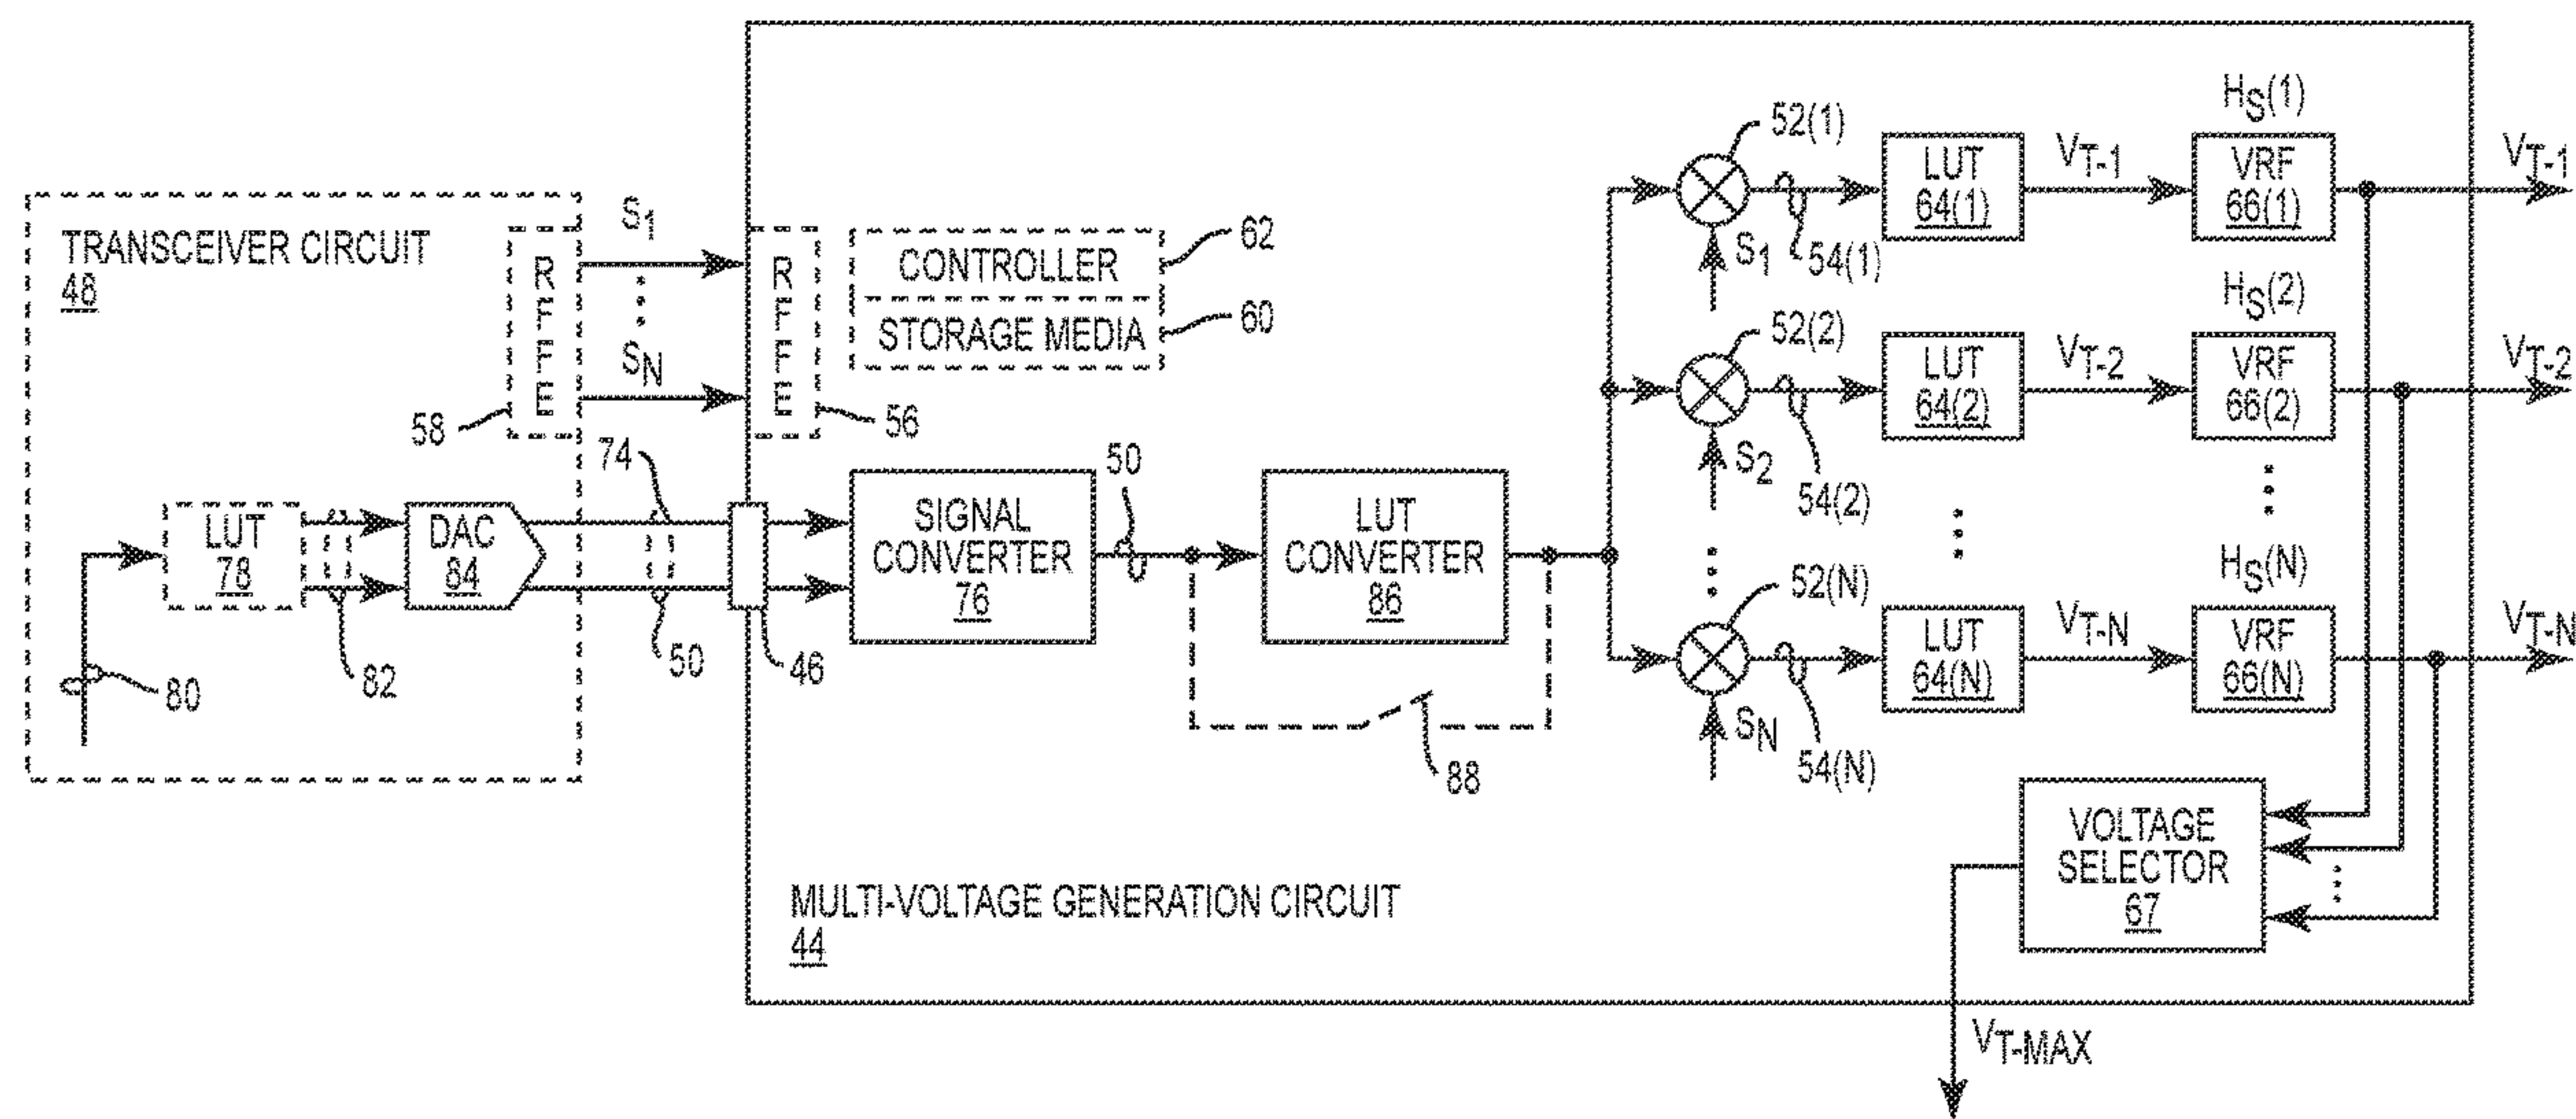 TRANSCEIVER CIRCUIT
48
RFFE
58
S1
SN
RFFE
56
CONTROLLER
62
STORAGE MEDIA
60
LUT
78
80
82
DAC
84
74
50
46
SIGNAL
CONVERTER
76
50
LUT
CONVERTER
86
88
52(1)
S1
54(1)
LUT
64(1)
VT-1
HS(1)
VRF
66(1)
VT-1
52(2)
S2
54(2)
LUT
64(2)
VT-2
HS(2)
VRF
66(2)
VT-2
52(N)
SN
54(N)
LUT
64(N)
VT-N
HS(N)
VRF
66(N)
VT-N
VOLTAGE
SELECTOR
67
VT-MAX
MULTI-VOLTAGE GENERATION CIRCUIT
44